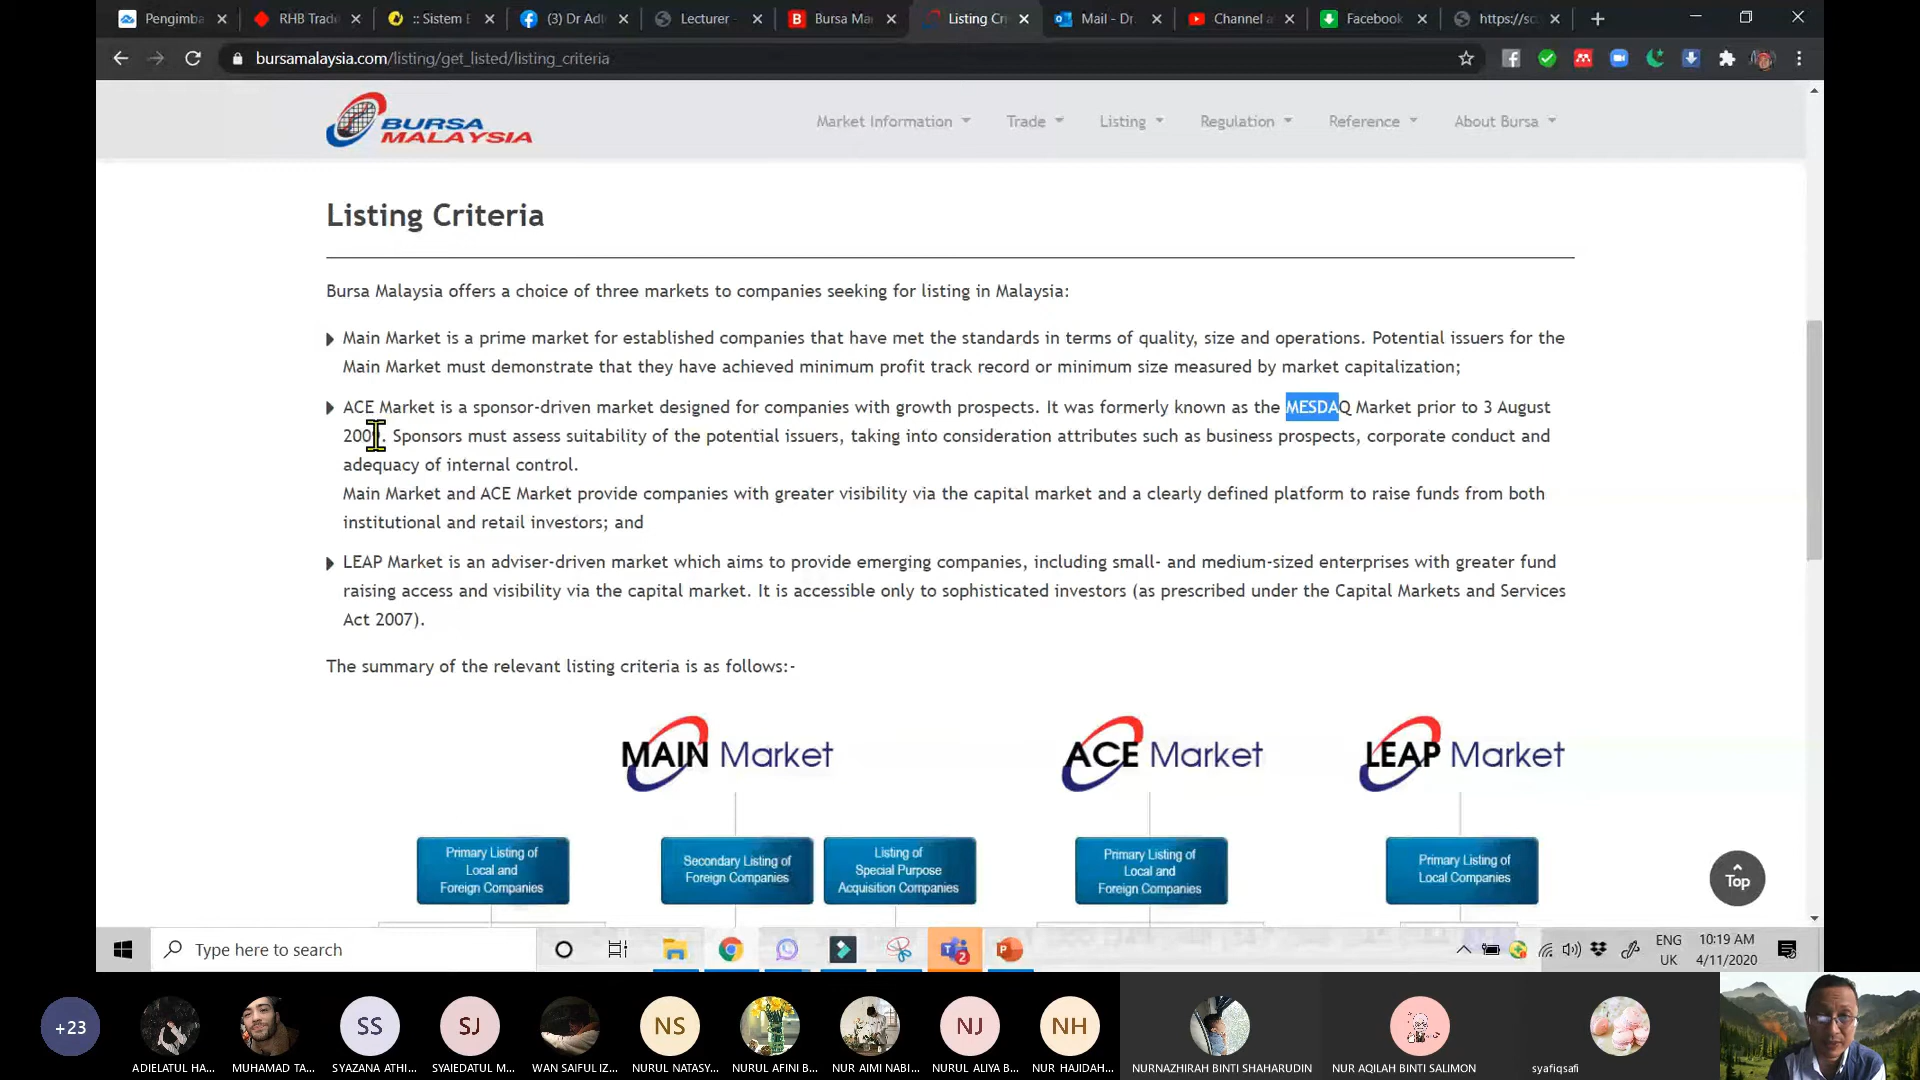 Pengimba
RHB Trade
:: Sistem E
(3) Dr Adi
Lecturer
Bursa Ma
Listing Cri
Mail - Dr.
Channel a
Facebook
https://sc
bursamalaysia.com/listing/get_listed/listing_criteria
BURSA
MALAYSIA
Market Information
Trade
Listing
Regulation
Reference
About Bursa
Listing Criteria
Bursa Malaysia offers a choice of three markets to companies seeking for listing in Malaysia:
Main Market is a prime market for established companies that have met the standards in terms of quality, size and operations. Potential issuers for the
Main Market must demonstrate that they have achieved minimum profit track record or minimum size measured by market capitalization;
ACE Market is a sponsor-driven market designed for companies with growth prospects. It was formerly known as the MESDAQ Market prior to 3 August
2009. Sponsors must assess suitability of the potential issuers, taking into consideration attributes such as business prospects, corporate conduct and
adequacy of internal control.
Main Market and ACE Market provide companies with greater visibility via the capital market and a clearly defined platform to raise funds from both
institutional and retail investors; and
LEAP Market is an adviser-driven market which aims to provide emerging companies, including small- and medium-sized enterprises with greater fund
raising access and visibility via the capital market. It is accessible only to sophisticated investors (as prescribed under the Capital Markets and Services
Act 2007).
The summary of the relevant listing criteria is as follows:-
MAIN Market
ACE Market
LEAP Market
Primary Listing of
Local and
Foreign Companies
Secondary Listing of
Foreign Companies
Listing of
Special Purpose
Acquisition Companies
Primary Listing of
Local and
Foreign Companies
Primary Listing of
Local Companies
Top
Type here to search
2
ENG
UK
10:19 AM
4/11/2020
+23
SS
SJ
NS
NJ
NH
ADIELATUL HA...
MUHAMAD TA...
SYAZANA ATHI...
SYAIEDATUL M...
WAN SAIFUL IZ...
NURUL NATASY...
NURUL AFINI B...
NUR AIMI NABI...
NURUL ALIYA B...
NUR HAJIDAH...
NURNAZHIRAH BINTI SHAHARUDIN
NUR AQILAH BINTI SALIMON
syafiqsafi